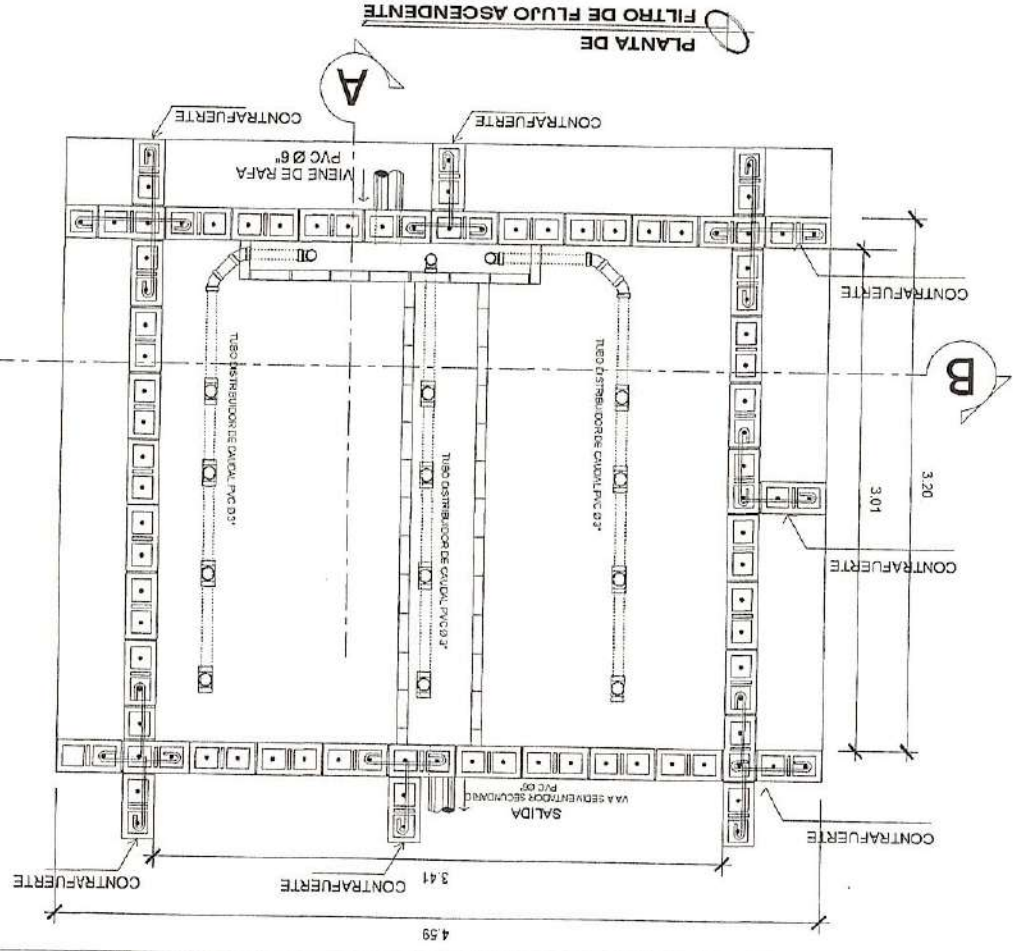 4.59
3.41
CONTRAFUERTE
CONTRAFUERTE
CONTRAFUERTE
SALIDA
VA A SEDIMENTADOR SECUNDARIO
PVC Ø6"
CONTRAFUERTE
3.20
3.01
TUBO DISTRIBUIDOR DE CAUDAL PVC Ø 3"
TUBO DISTRIBUIDOR DE CAUDAL PVC Ø 3"
TUBO DISTRIBUIDOR DE CAUDAL PVC Ø 3"
B
CONTRAFUERTE
VIENE DE RAFA
PVC Ø 6"
CONTRAFUERTE
CONTRAFUERTE
A
PLANTA DE
FILTRO DE FLUJO ASCENDENTE